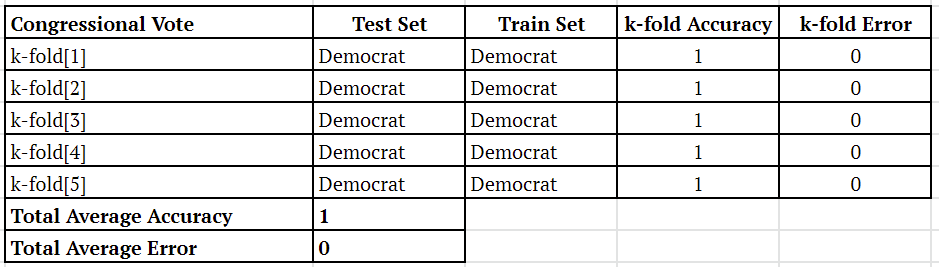 Congressional Vote Test Set Train Set k-fold Accuracy k-fold Error
k-fold[1] Democrat Democrat 1 0
k-fold[2] Democrat Democrat 1 0
k-fold[3] Democrat Democrat 1 0
k-fold[4] Democrat Democrat 1 0
k-fold[5] Democrat Democrat 1 0
Total Average Accuracy 1
Total Average Error 0